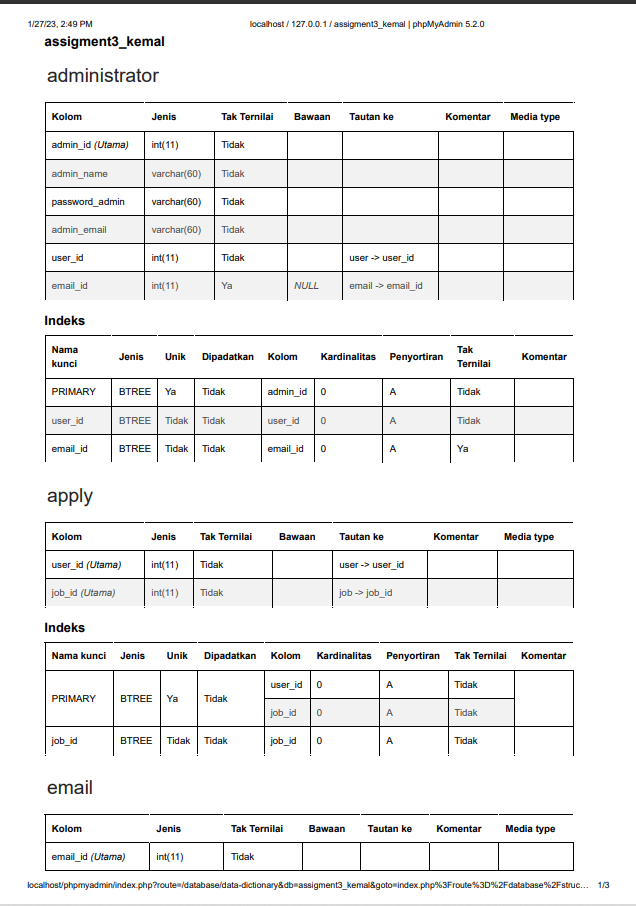 1/27/23, 2:49 PM localhost / 127.0.0.1 / assigment3_kemal | phpMyAdmin 5.2.0
assigment3_kemal
administrator
Kolom Jenis Tak Ternilai Bawaan Tautan ke Komentar Media type
admin_id (Utama) int(11) Tidak
admin_name varchar(60) Tidak
password_admin varchar(60) Tidak
admin_email varchar(60) Tidak
user_id int(11) Tidak user -> user_id
email_id int(11) Ya NULL email -> email_id
Indeks
Nama kunci Jenis Unik Dipadatkan Kolom Kardinalitas Penyortiran Tak Ternilai Komentar
PRIMARY BTREE Ya Tidak admin_id 0 A Tidak
user_id BTREE Tidak Tidak user_id 0 A Tidak
email_id BTREE Tidak Tidak email_id 0 A Ya
apply
Kolom Jenis Tak Ternilai Bawaan Tautan ke Komentar Media type
user_id (Utama) int(11) Tidak user -> user_id
job_id (Utama) int(11) Tidak job -> job_id
Indeks
Nama kunci Jenis Unik Dipadatkan Kolom Kardinalitas Penyortiran Tak Ternilai Komentar
PRIMARY BTREE Ya Tidak user_id 0 A Tidak
job_id 0 A Tidak
job_id BTREE Tidak Tidak job_id 0 A Tidak
email
Kolom Jenis Tak Ternilai Bawaan Tautan ke Komentar Media type
email_id (Utama) int(11) Tidak
localhost/phpmyadmin/index.php?route=/database/data-dictionary&db=assigment3_kemal&goto=index.php%3Froute%3D%2Fdatabase%2Fstruc… 1/3